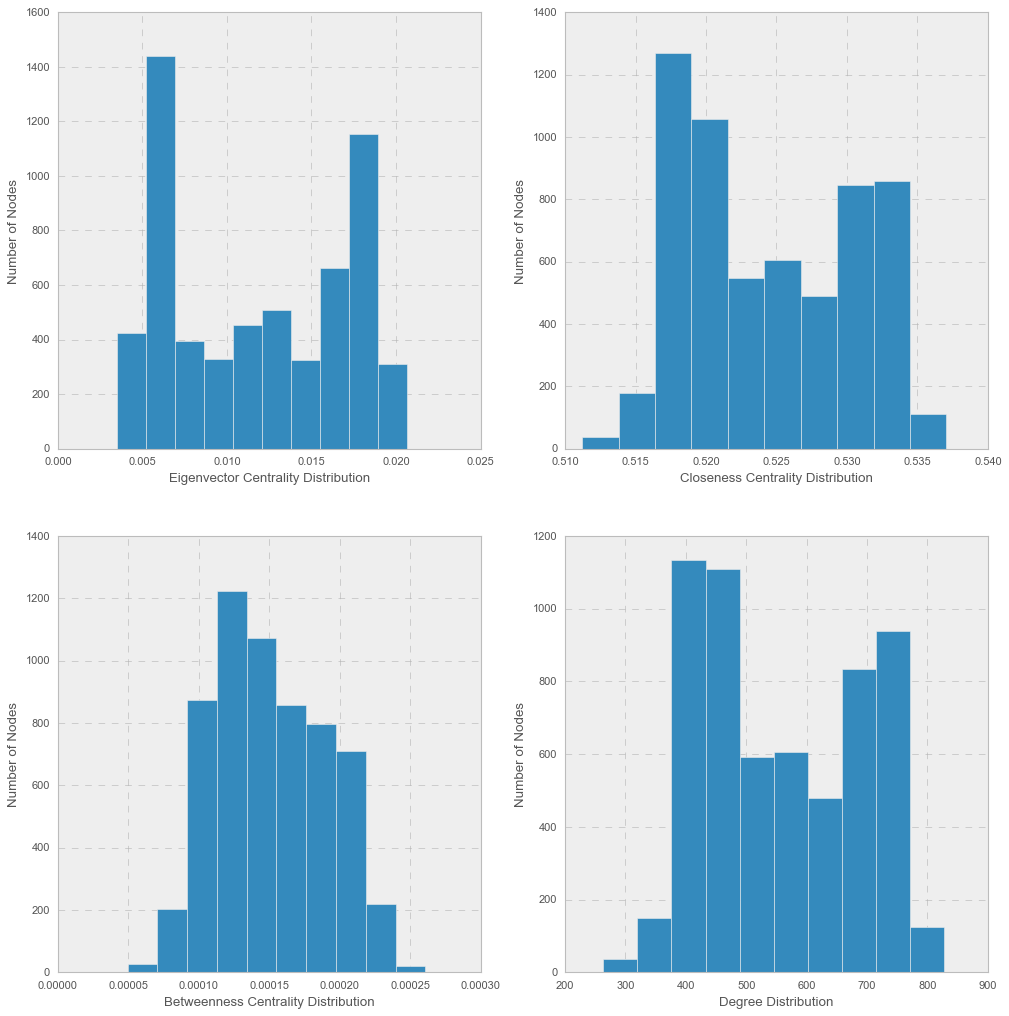 1600
1400
1200
1000
800
600
400
200
0
Number of Nodes
0.000 0.005 0.010 0.015 0.020 0.025
Eigenvector Centrality Distribution
1400
1200
1000
800
600
400
200
0
Number of Nodes
0.510 0.515 0.520 0.525 0.530 0.535 0.540
Closeness Centrality Distribution
1400
1200
1000
800
600
400
200
0
Number of Nodes
0.00000 0.00005 0.00010 0.00015 0.00020 0.00025 0.00030
Betweenness Centrality Distribution
1200
1000
800
600
400
200
0
Number of Nodes
200 300 400 500 600 700 800 900
Degree Distribution